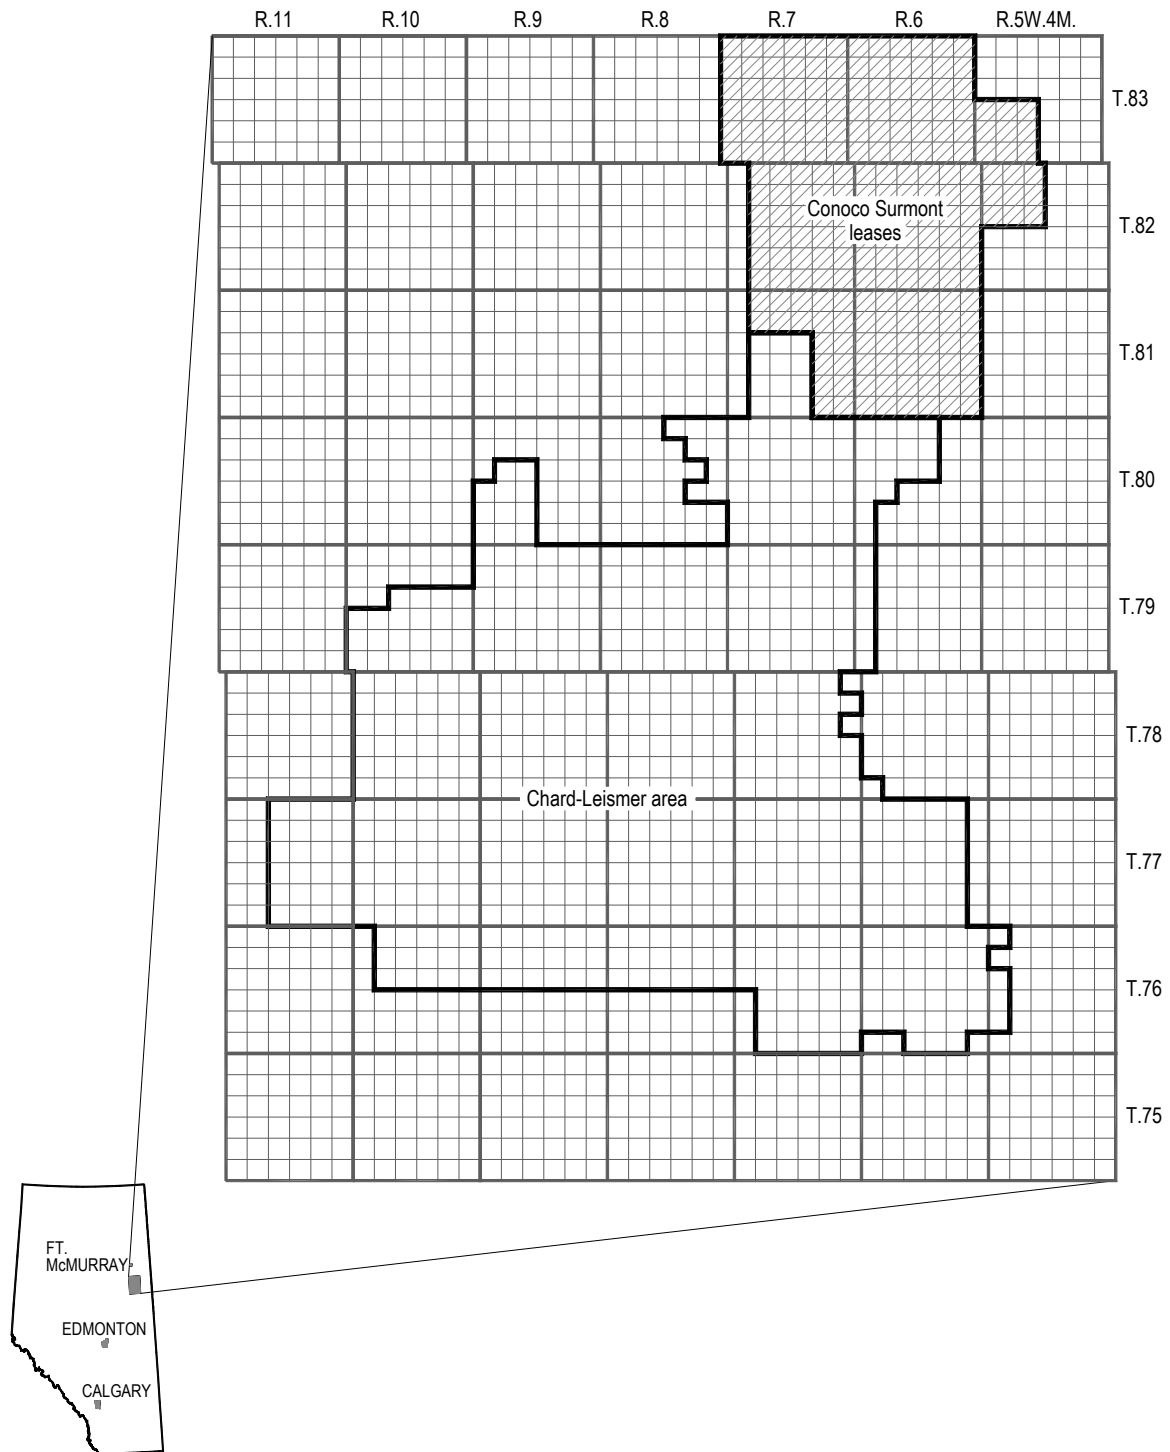 R.11 R.10 R.9 R.8 R.7 R.6 R.5W.4M.
T.83
Conoco Surmont
leases
T.82
T.81
T.80
T.79
T.78
Chard-Leismer area
T.77
T.76
T.75
FT.
McMURRAY
EDMONTON
CALGARY